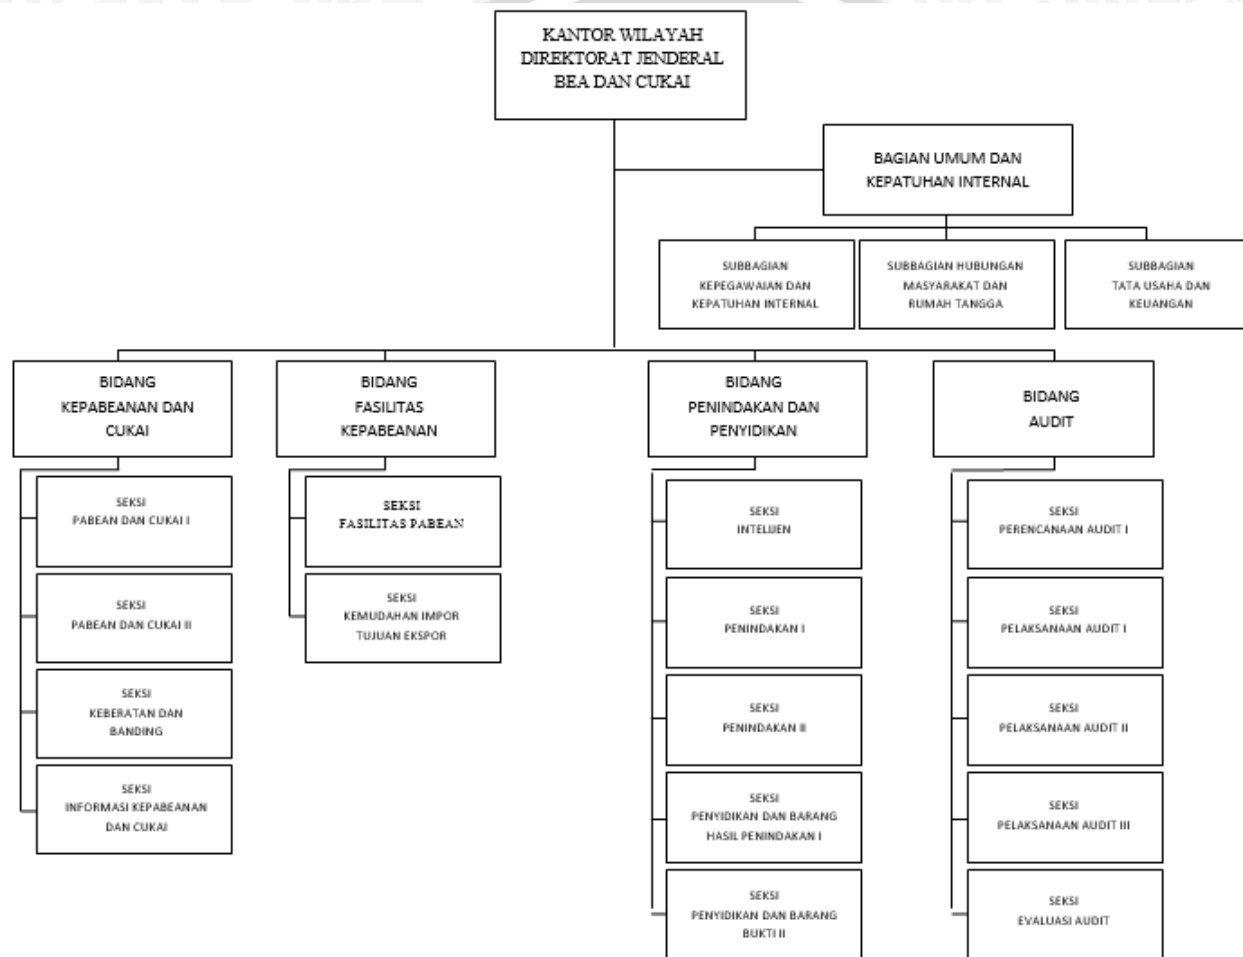 KANTOR WILAYAH
DIREKTORAT JENDERAL
BEA DAN CUKAI
BAGIAN UMUM DAN
KEPATUHAN INTERNAL
SUBBAGIAN
KEPEGAWAIAN DAN
KEPATUHAN INTERNAL
SUBBAGIAN HUBUNGAN
MASYARAKAT DAN
RUMAH TANGGA
SUBBAGIAN
TATA USAHA DAN
KEUANGAN
BIDANG
KEPABEANAN DAN
CUKAI
SEKSI
PABEAN DAN CUKAI I
SEKSI
PABEAN DAN CUKAI II
SEKSI
KEBERATAN DAN
BANDING
SEKSI
INFORMASI KEPABEANAN
DAN CUKAI
BIDANG
FASILITAS
KEPABEANAN
SEKSI
FASILITAS PABEAN
SEKSI
KEMUDAHAN IMPOR
TUJUAN EKSPOR
BIDANG
PENINDAKAN DAN
PENYIDIKAN
SEKSI
INTELIJEN
SEKSI
PENINDAKAN I
SEKSI
PENINDAKAN II
SEKSI
PENYIDIKAN DAN BARANG
HASIL PENINDAKAN I
SEKSI
PENYIDIKAN DAN BARANG
BUKTI II
BIDANG
AUDIT
SEKSI
PERENCANAAN AUDIT I
SEKSI
PELAKSANAAN AUDIT I
SEKSI
PELAKSANAAN AUDIT II
SEKSI
PELAKSANAAN AUDIT III
SEKSI
EVALUASI AUDIT